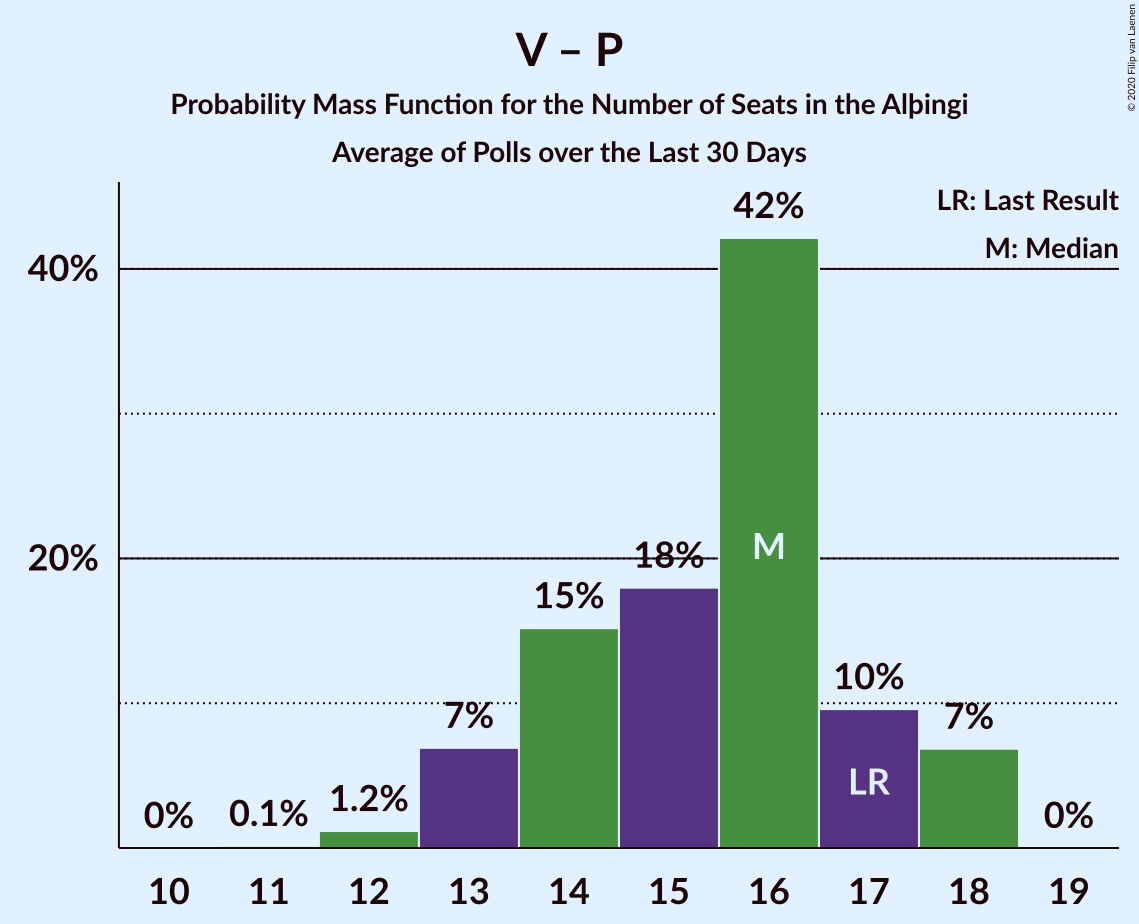 V – P
Probability Mass Function for the Number of Seats in the Alþingi
Average of Polls over the Last 30 Days
© 2020 Filip van Laenen
LR: Last Result
M: Median
40%
20%
0%
0.1%
1.2%
7%
15%
18%
42%
10%
7%
0%
M
LR
10 11 12 13 14 15 16 17 18 19